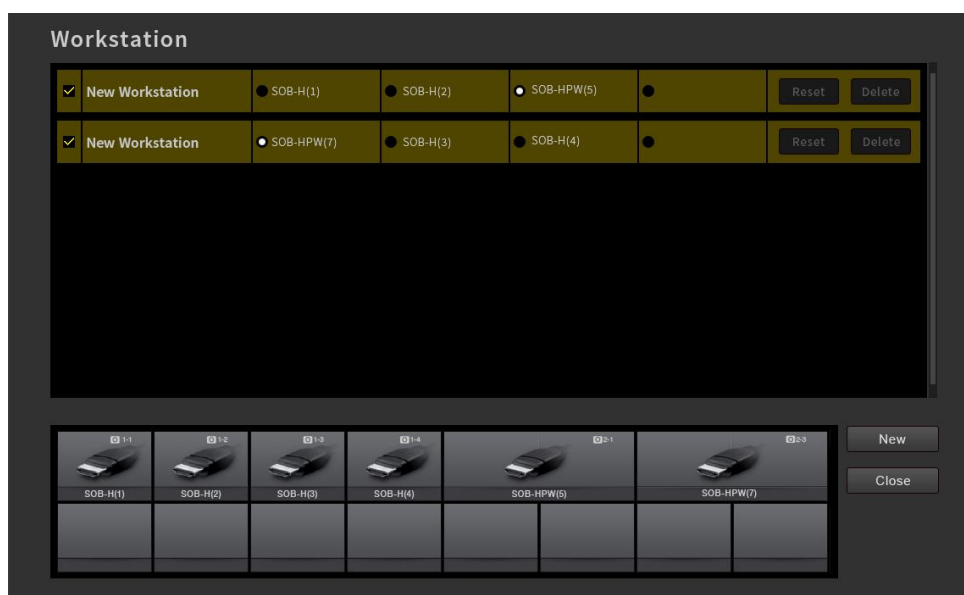 Workstation
New Workstation SOB-H(1) SOB-H(2) SOB-HPW(5) Reset Delete
New Workstation SOB-HPW(7) SOB-H(3) SOB-H(4) Reset Delete
1-1 1-2 1-3 1-4 2-1 2-3
SOB-H(1) SOB-H(2) SOB-H(3) SOB-H(4) SOB-HPW(5) SOB-HPW(7)
New
Close